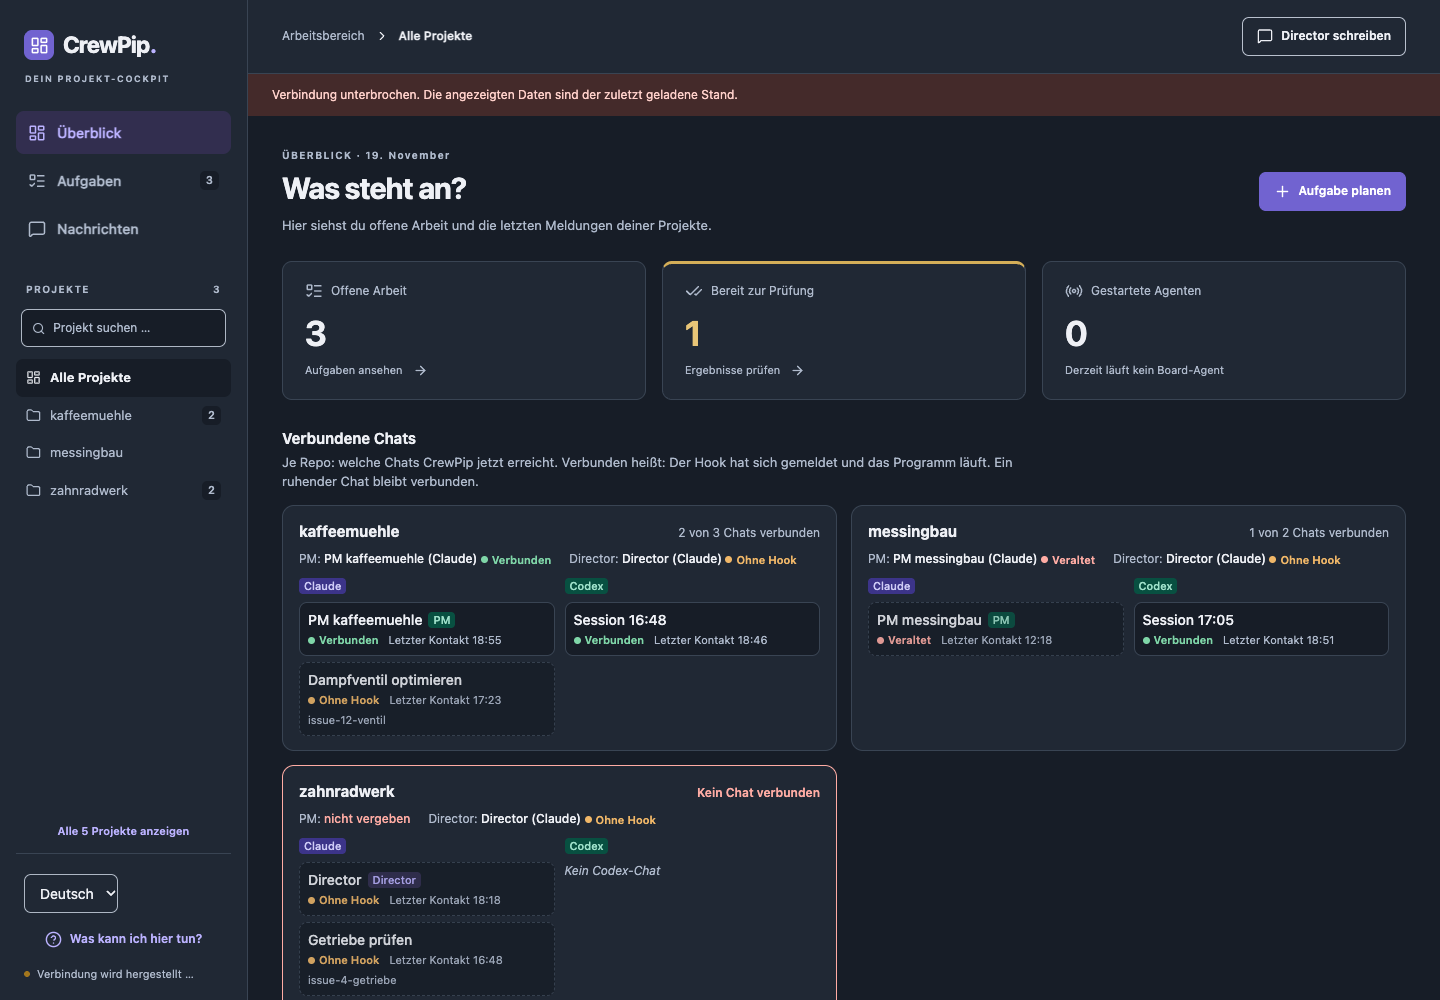 CrewPip.
DEIN PROJEKT-COCKPIT
Überblick
Aufgaben 3
Nachrichten
PROJEKTE 3
Projekt suchen ...
Alle Projekte
kaffeemuehle 2
messingbau
zahnradwerk 2
Alle 5 Projekte anzeigen
Deutsch
Was kann ich hier tun?
Verbindung wird hergestellt ...
Arbeitsbereich > Alle Projekte
Director schreiben
Verbindung unterbrochen. Die angezeigten Daten sind der zuletzt geladene Stand.
ÜBERBLICK · 19. November
Was steht an?
Hier siehst du offene Arbeit und die letzten Meldungen deiner Projekte.
Aufgabe planen
Offene Arbeit
3
Aufgaben ansehen →
Bereit zur Prüfung
1
Ergebnisse prüfen →
Gestartete Agenten
0
Derzeit läuft kein Board-Agent
Verbundene Chats
Je Repo: welche Chats CrewPip jetzt erreicht. Verbunden heißt: Der Hook hat sich gemeldet und das Programm läuft. Ein
ruhender Chat bleibt verbunden.
kaffeemuehle 2 von 3 Chats verbunden
PM: PM kaffeemuehle (Claude) Verbunden Director: Director (Claude) Ohne Hook
Claude
PM kaffeemuehle PM
Verbunden Letzter Kontakt 18:55
Dampfventil optimieren
Ohne Hook Letzter Kontakt 17:23
issue-12-ventil
Codex
Session 16:48
Verbunden Letzter Kontakt 18:46
messingbau 1 von 2 Chats verbunden
PM: PM messingbau (Claude) Veraltet Director: Director (Claude) Ohne Hook
Claude
PM messingbau PM
Veraltet Letzter Kontakt 12:18
Codex
Session 17:05
Verbunden Letzter Kontakt 18:51
zahnradwerk Kein Chat verbunden
PM: nicht vergeben Director: Director (Claude) Ohne Hook
Claude
Director Director
Ohne Hook Letzter Kontakt 18:18
Getriebe prüfen
Ohne Hook Letzter Kontakt 16:48
issue-4-getriebe
Codex
Kein Codex-Chat